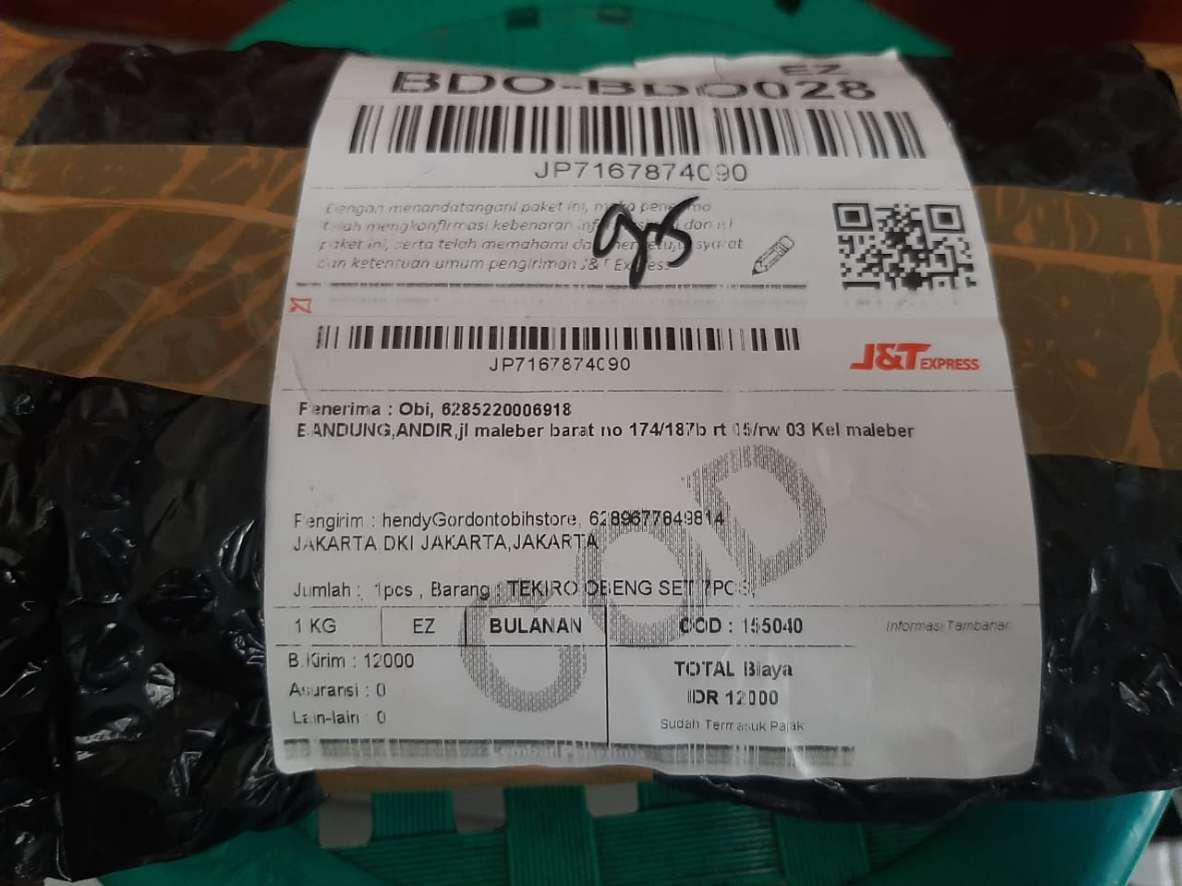 EZ
BDO-BDO028
JP7167874090
Dengan menandatangani paket ini, maka penerima
telah mengkonfirmasi kebenaran dan isi
paket ini, serta telah memahami dan menyetujui syarat
dan ketentuan umum pengiriman J&T Express
JP7167874090
J&T EXPRESS
Penerima : Obi, 6285220006918
BANDUNG,ANDIR,jl maleber barat no 174/187b rt 05/rw 03 Kel maleber
Pengirim : hendyGordontobihstore, 6289677849814
JAKARTA,DKI JAKARTA,JAKARTA
Jumlah : 1pcs , Barang : TEKIRO OBENG SET 7PCS,
COD
1 KG EZ BULANAN COD : 155040 Informasi Tambahan
B.Kirim : 12000 TOTAL Biaya
Asuransi : 0 IDR 12000
Lain-lain : 0 Sudah Termasuk Pajak